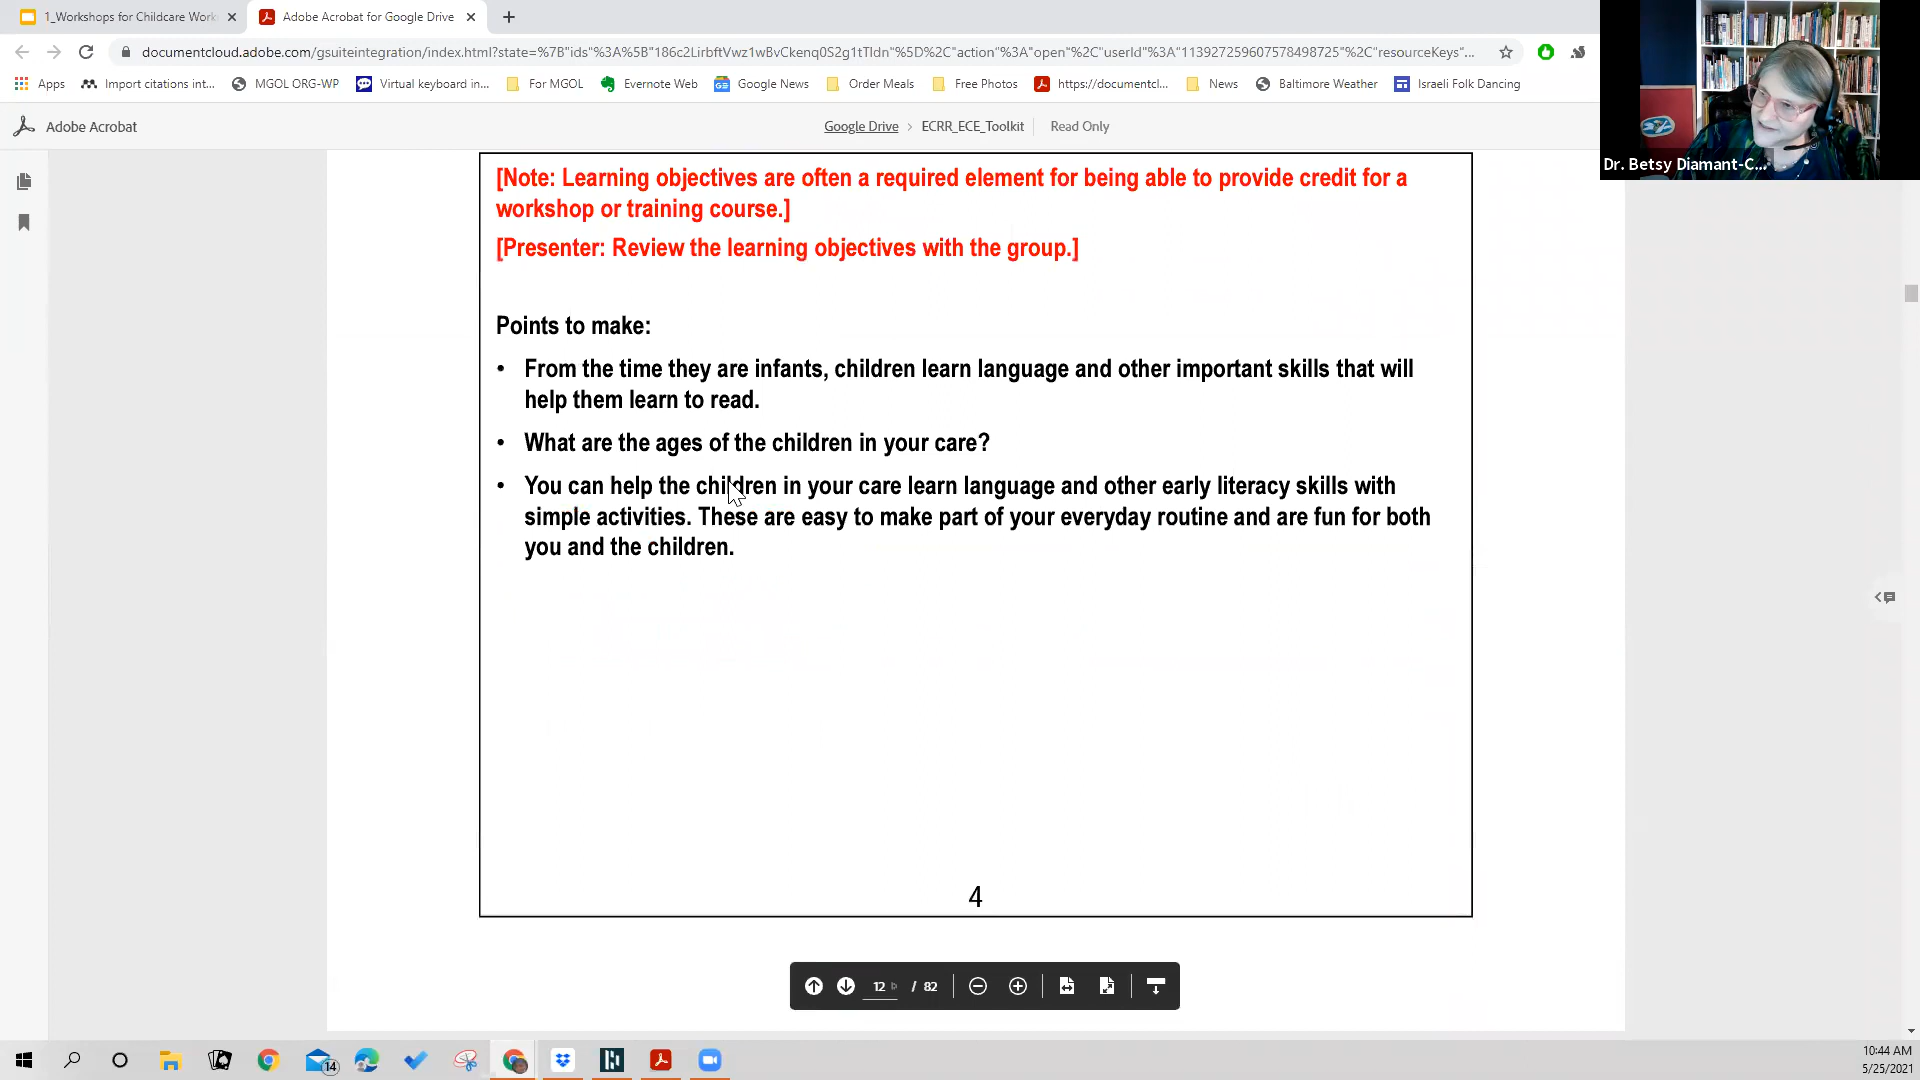 1_Workshops for Childcare Work
Adobe Acrobat for Google Drive
documentcloud.adobe.com/gsuiteintegration/index.html?state=%7B"ids"%3A%5B"186c2LirbftVwz1wBvCkenq0S2g1tTIdn"%5D%2C"action"%3A"open"%2C"userId"%3A"113927259607578498725"%2C"resourceKeys"...
Apps Import citations int... MGOL ORG-WP Virtual keyboard in... For MGOL Evernote Web Google News Order Meals Free Photos https://documentcl... News Baltimore Weather Israeli Folk Dancing
Adobe Acrobat
Google Drive > ECRR_ECE_Toolkit Read Only
Dr. Betsy Diamant-C...
[Note: Learning objectives are often a required element for being able to provide credit for a
workshop or training course.]
[Presenter: Review the learning objectives with the group.]
Points to make:
• From the time they are infants, children learn language and other important skills that will
help them learn to read.
• What are the ages of the children in your care?
• You can help the children in your care learn language and other early literacy skills with
simple activities. These are easy to make part of your everyday routine and are fun for both
you and the children.
4
12 / 82
14
10:44 AM
5/25/2021